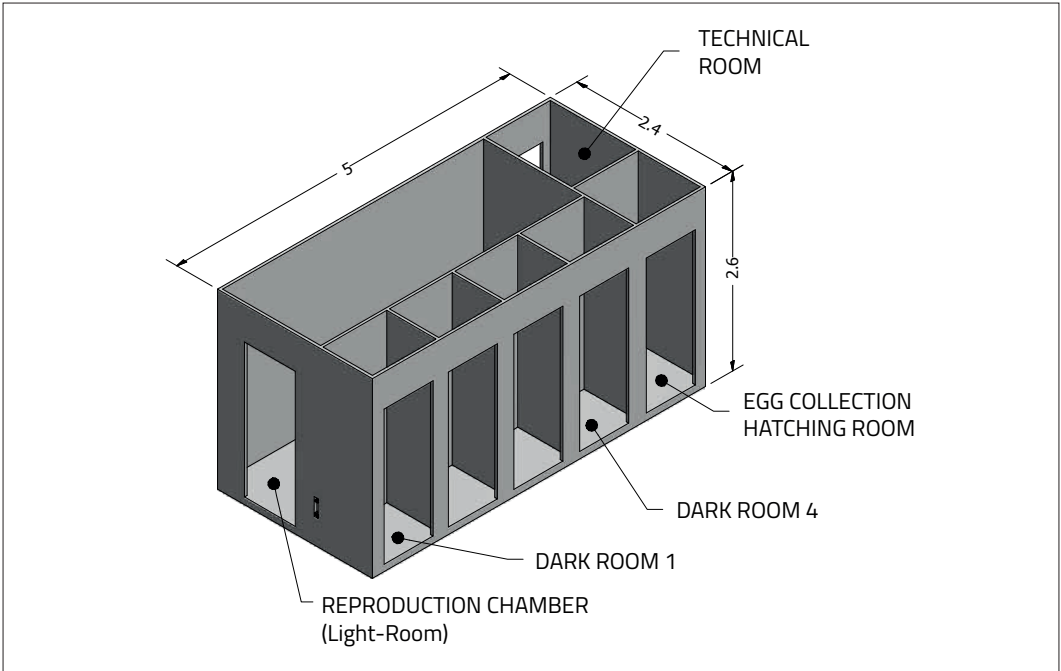 TECHNICAL
ROOM
5
2.4
2.6
EGG COLLECTION
HATCHING ROOM
DARK ROOM 4
DARK ROOM 1
REPRODUCTION CHAMBER
(Light-Room)